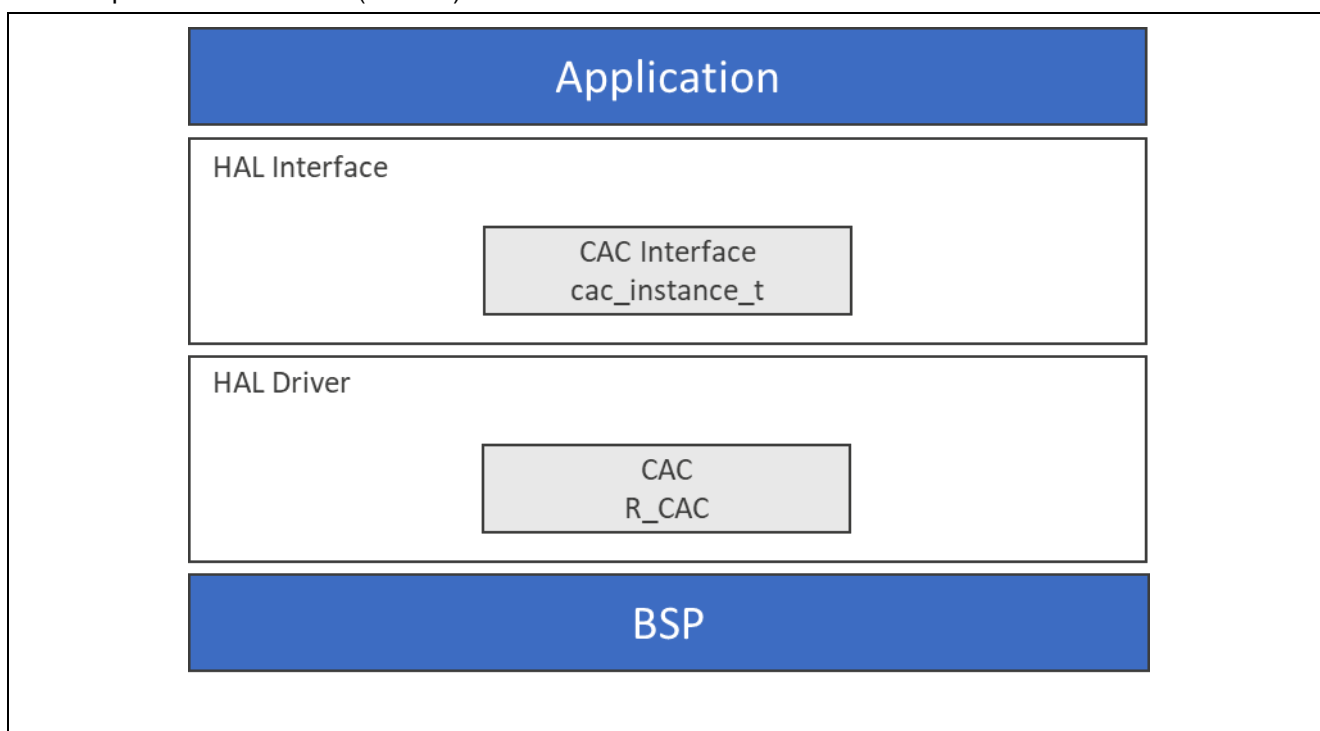 Application
HAL Interface
CAC Interface
cac_instance_t
HAL Driver
CAC
R_CAC
BSP